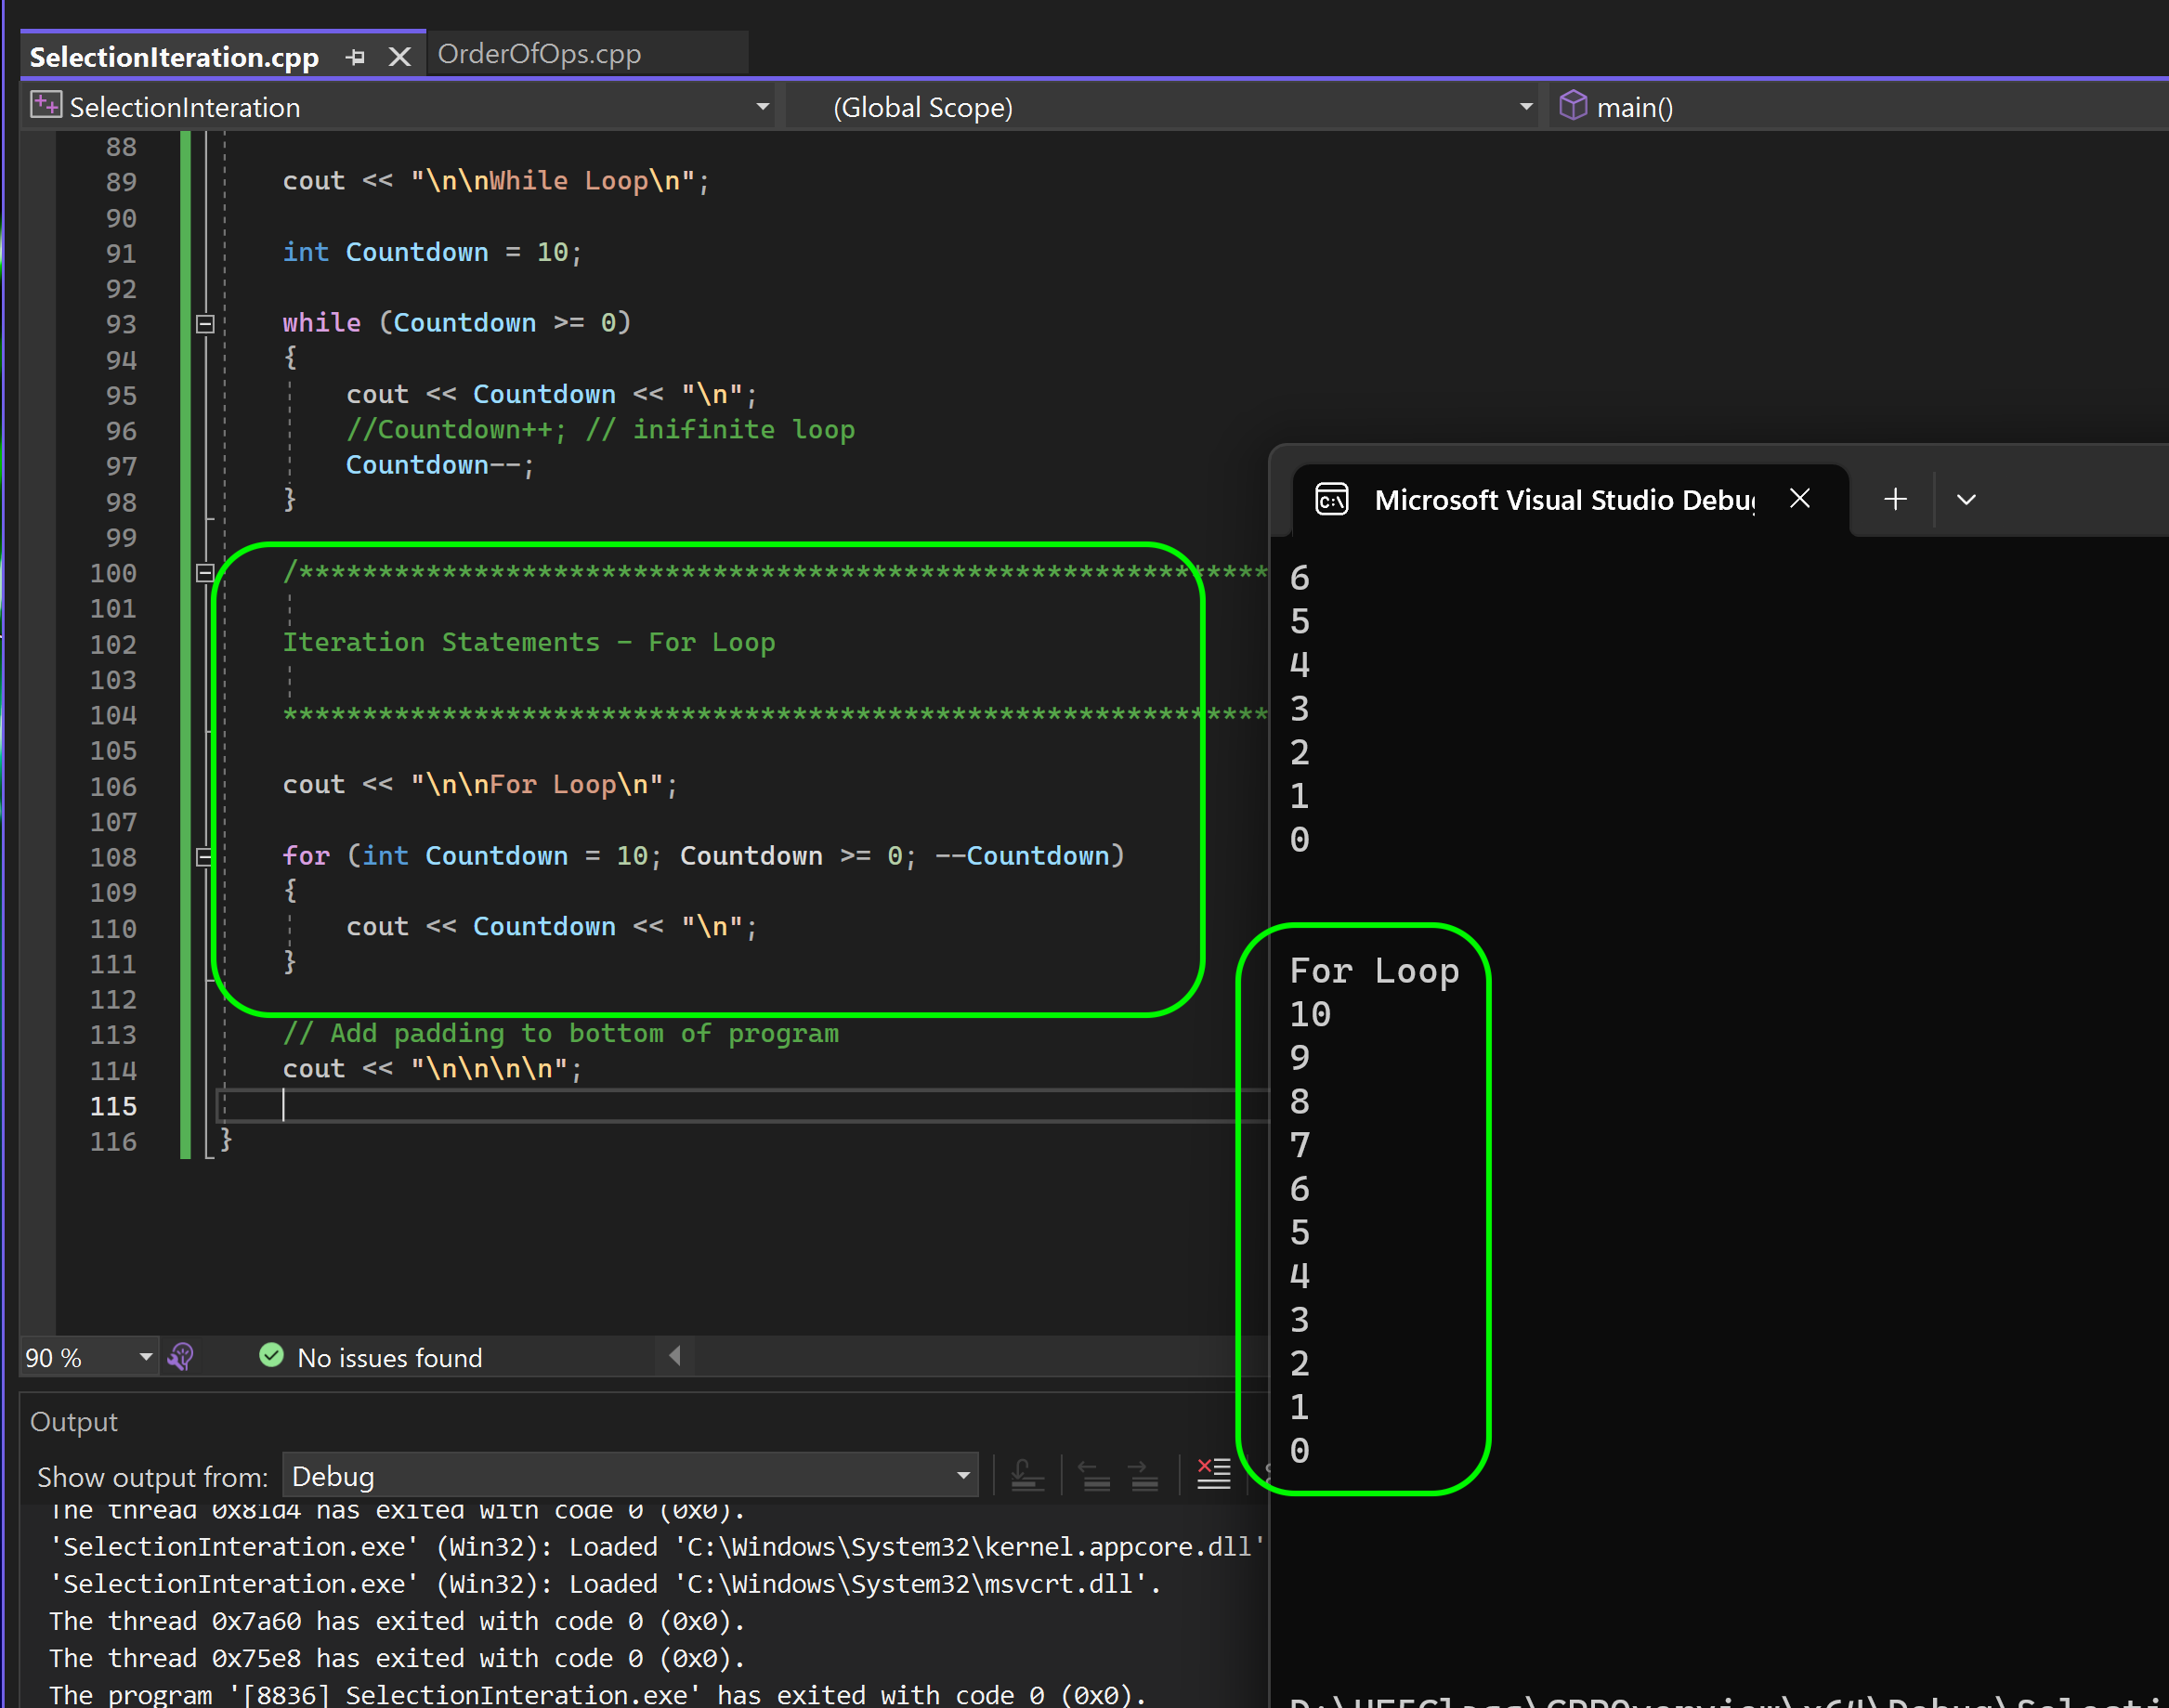 SelectionIteration.cpp OrderOfOps.cpp
SelectionInteration (Global Scope) main()
88
89 cout << "\n\nWhile Loop\n";
90
91 int Countdown = 10;
92
93 while (Countdown >= 0)
94 {
95 cout << Countdown << "\n";
96 //Countdown++; // inifinite loop
97 Countdown--;
98 }
99
100 /*************************************************************
101
102 Iteration Statements - For Loop
103
104 **************************************************************
105
106 cout << "\n\nFor Loop\n";
107
108 for (int Countdown = 10; Countdown >= 0; --Countdown)
109 {
110 cout << Countdown << "\n";
111 }
112
113 // Add padding to bottom of program
114 cout << "\n\n\n\n";
115
116 }
90 % No issues found
Output
Show output from: Debug
The thread 0x81d4 has exited with code 0 (0x0).
'SelectionInteration.exe' (Win32): Loaded 'C:\Windows\System32\kernel.appcore.dll'
'SelectionInteration.exe' (Win32): Loaded 'C:\Windows\System32\msvcrt.dll'.
The thread 0x7a60 has exited with code 0 (0x0).
The thread 0x75e8 has exited with code 0 (0x0).
The program '[8836] SelectionInteration.exe' has exited with code 0 (0x0).
C:\ Microsoft Visual Studio Debug
6
5
4
3
2
1
0
For Loop
10
9
8
7
6
5
4
3
2
1
0